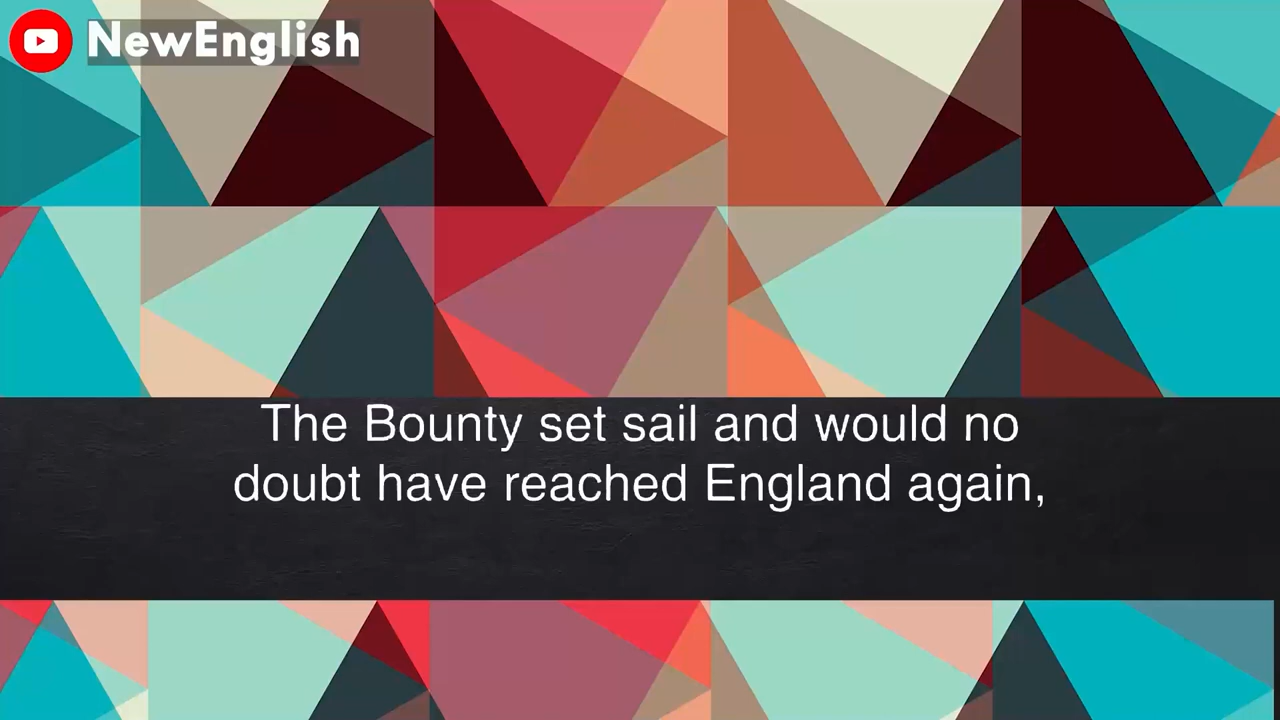 NewEnglish
The Bounty set sail and would no
doubt have reached England again,